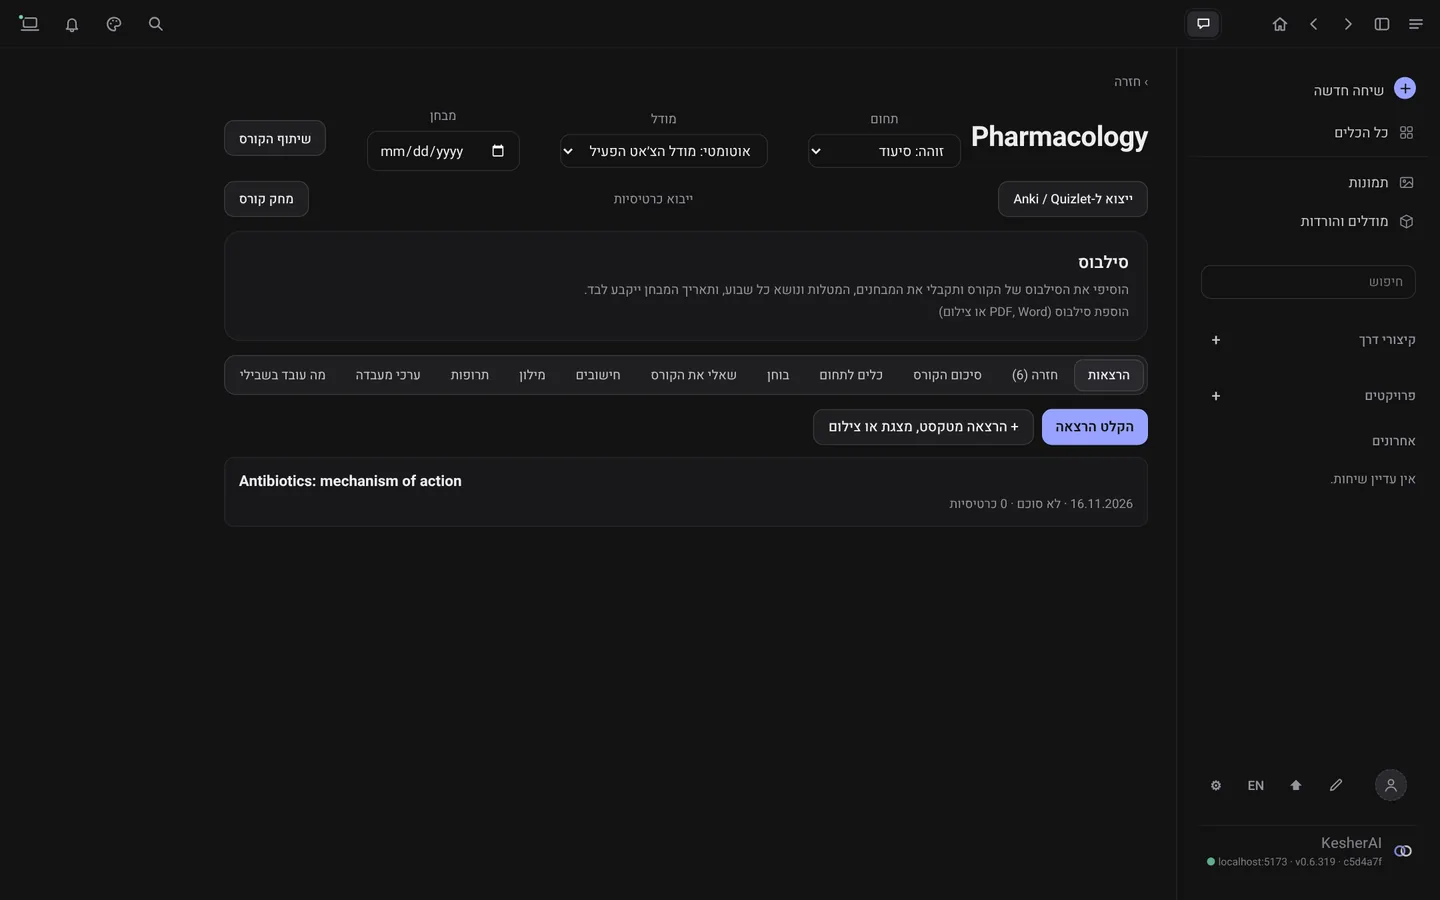 שיחה חדשה
כל הכלים
תמונות
מודלים והורדות
חיפוש
קיצורי דרך
+
פרויקטים
+
אחרונים
אין עדיין שיחות.
EN
KesherAI
localhost:5173 · v0.6.319 · c5d4a7f
‹ חזרה
Pharmacology
תחום
זוהה: סיעוד
מודל
אוטומטי: מודל הצ'אט הפעיל
מבחן
mm/dd/yyyy
שיתוף הקורס
ייצוא ל-Anki / Quizlet
ייבוא כרטיסיות
מחק קורס
סילבוס
הוסיפי את הסילבוס של הקורס ותקבלי את המבחנים, המטלות ונושא כל שבוע, ותאריך המבחן ייקבע לבד.
הוספת סילבוס (PDF, Word או צילום)
הרצאות
חזרה (6)
סיכום הקורס
כלים לתחום
בוחן
שאלי את הקורס
חישובים
מילון
תרופות
ערכי מעבדה
מה עובד בשבילי
הקלט הרצאה
+ הרצאה מטקסט, מצגת או צילום
Antibiotics: mechanism of action
16.11.2026 · לא סוכם · 0 כרטיסיות